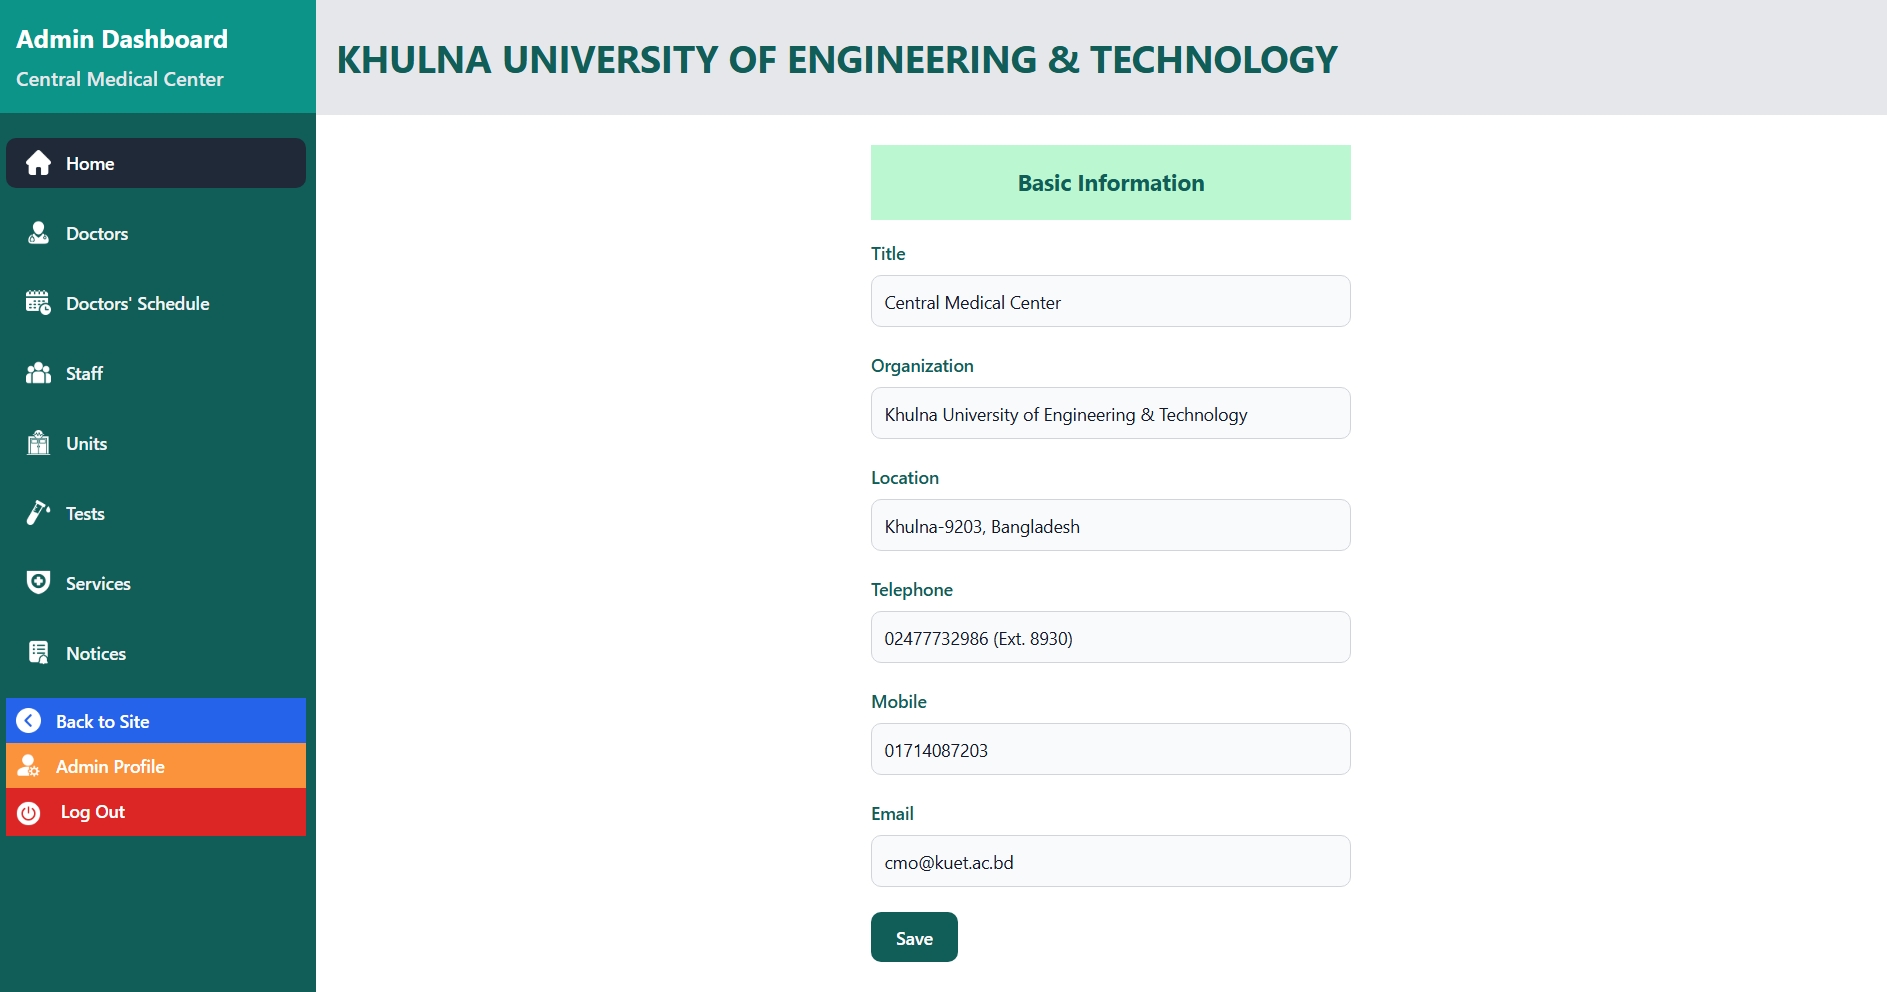 Admin Dashboard
Central Medical Center
Home
Doctors
Doctors' Schedule
Staff
Units
Tests
Services
Notices
Back to Site
Admin Profile
Log Out
KHULNA UNIVERSITY OF ENGINEERING & TECHNOLOGY
Basic Information
Title
Central Medical Center
Organization
Khulna University of Engineering & Technology
Location
Khulna-9203, Bangladesh
Telephone
02477732986 (Ext. 8930)
Mobile
01714087203
Email
cmo@kuet.ac.bd
Save